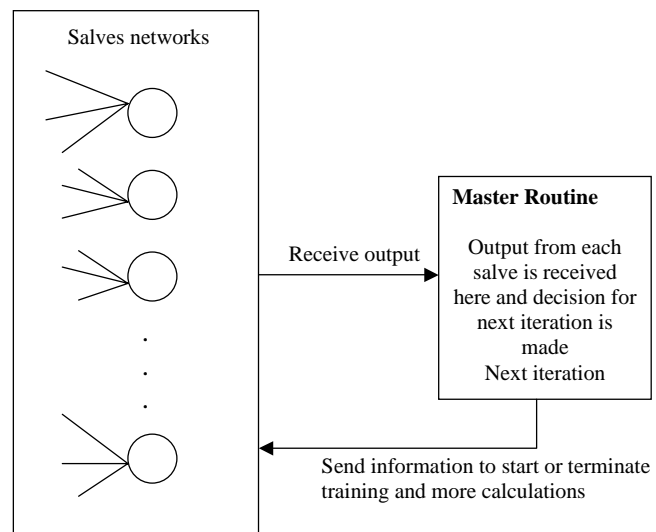 Salves networks
Receive output
Master Routine
Output from each
salve is received
here and decision for
next iteration is
made
Next iteration
Send information to start or terminate
training and more calculations